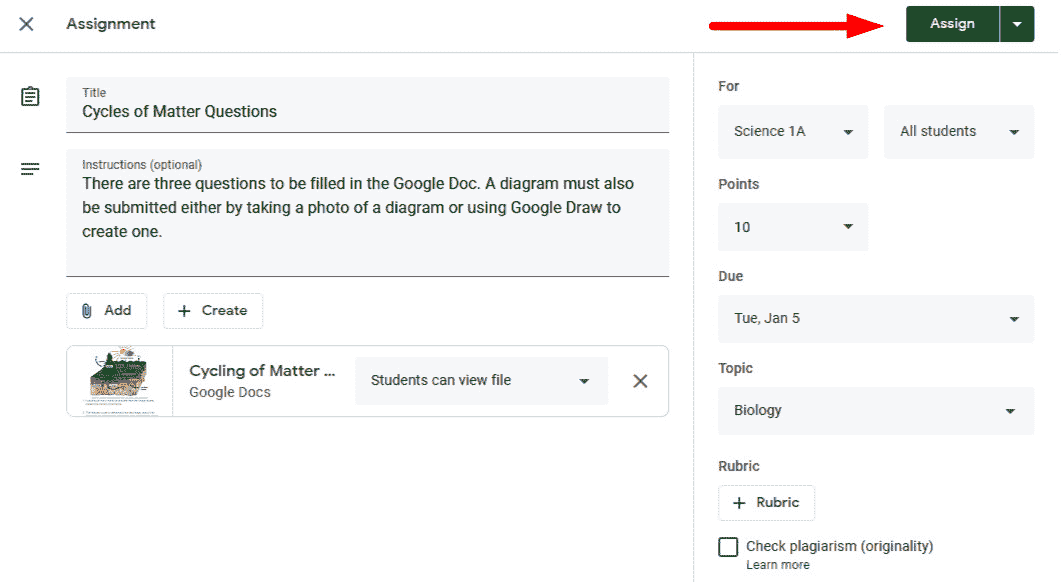 Assignment
Assign
Title
Cycles of Matter Questions
Instructions (optional)
There are three questions to be filled in the Google Doc. A diagram must also
be submitted either by taking a photo of a diagram or using Google Draw to
create one.
Add
Create
Cycling of Matter ...
Google Docs
Students can view file
For
Science 1A
All students
Points
10
Due
Tue, Jan 5
Topic
Biology
Rubric
Rubric
Check plagiarism (originality)
Learn more